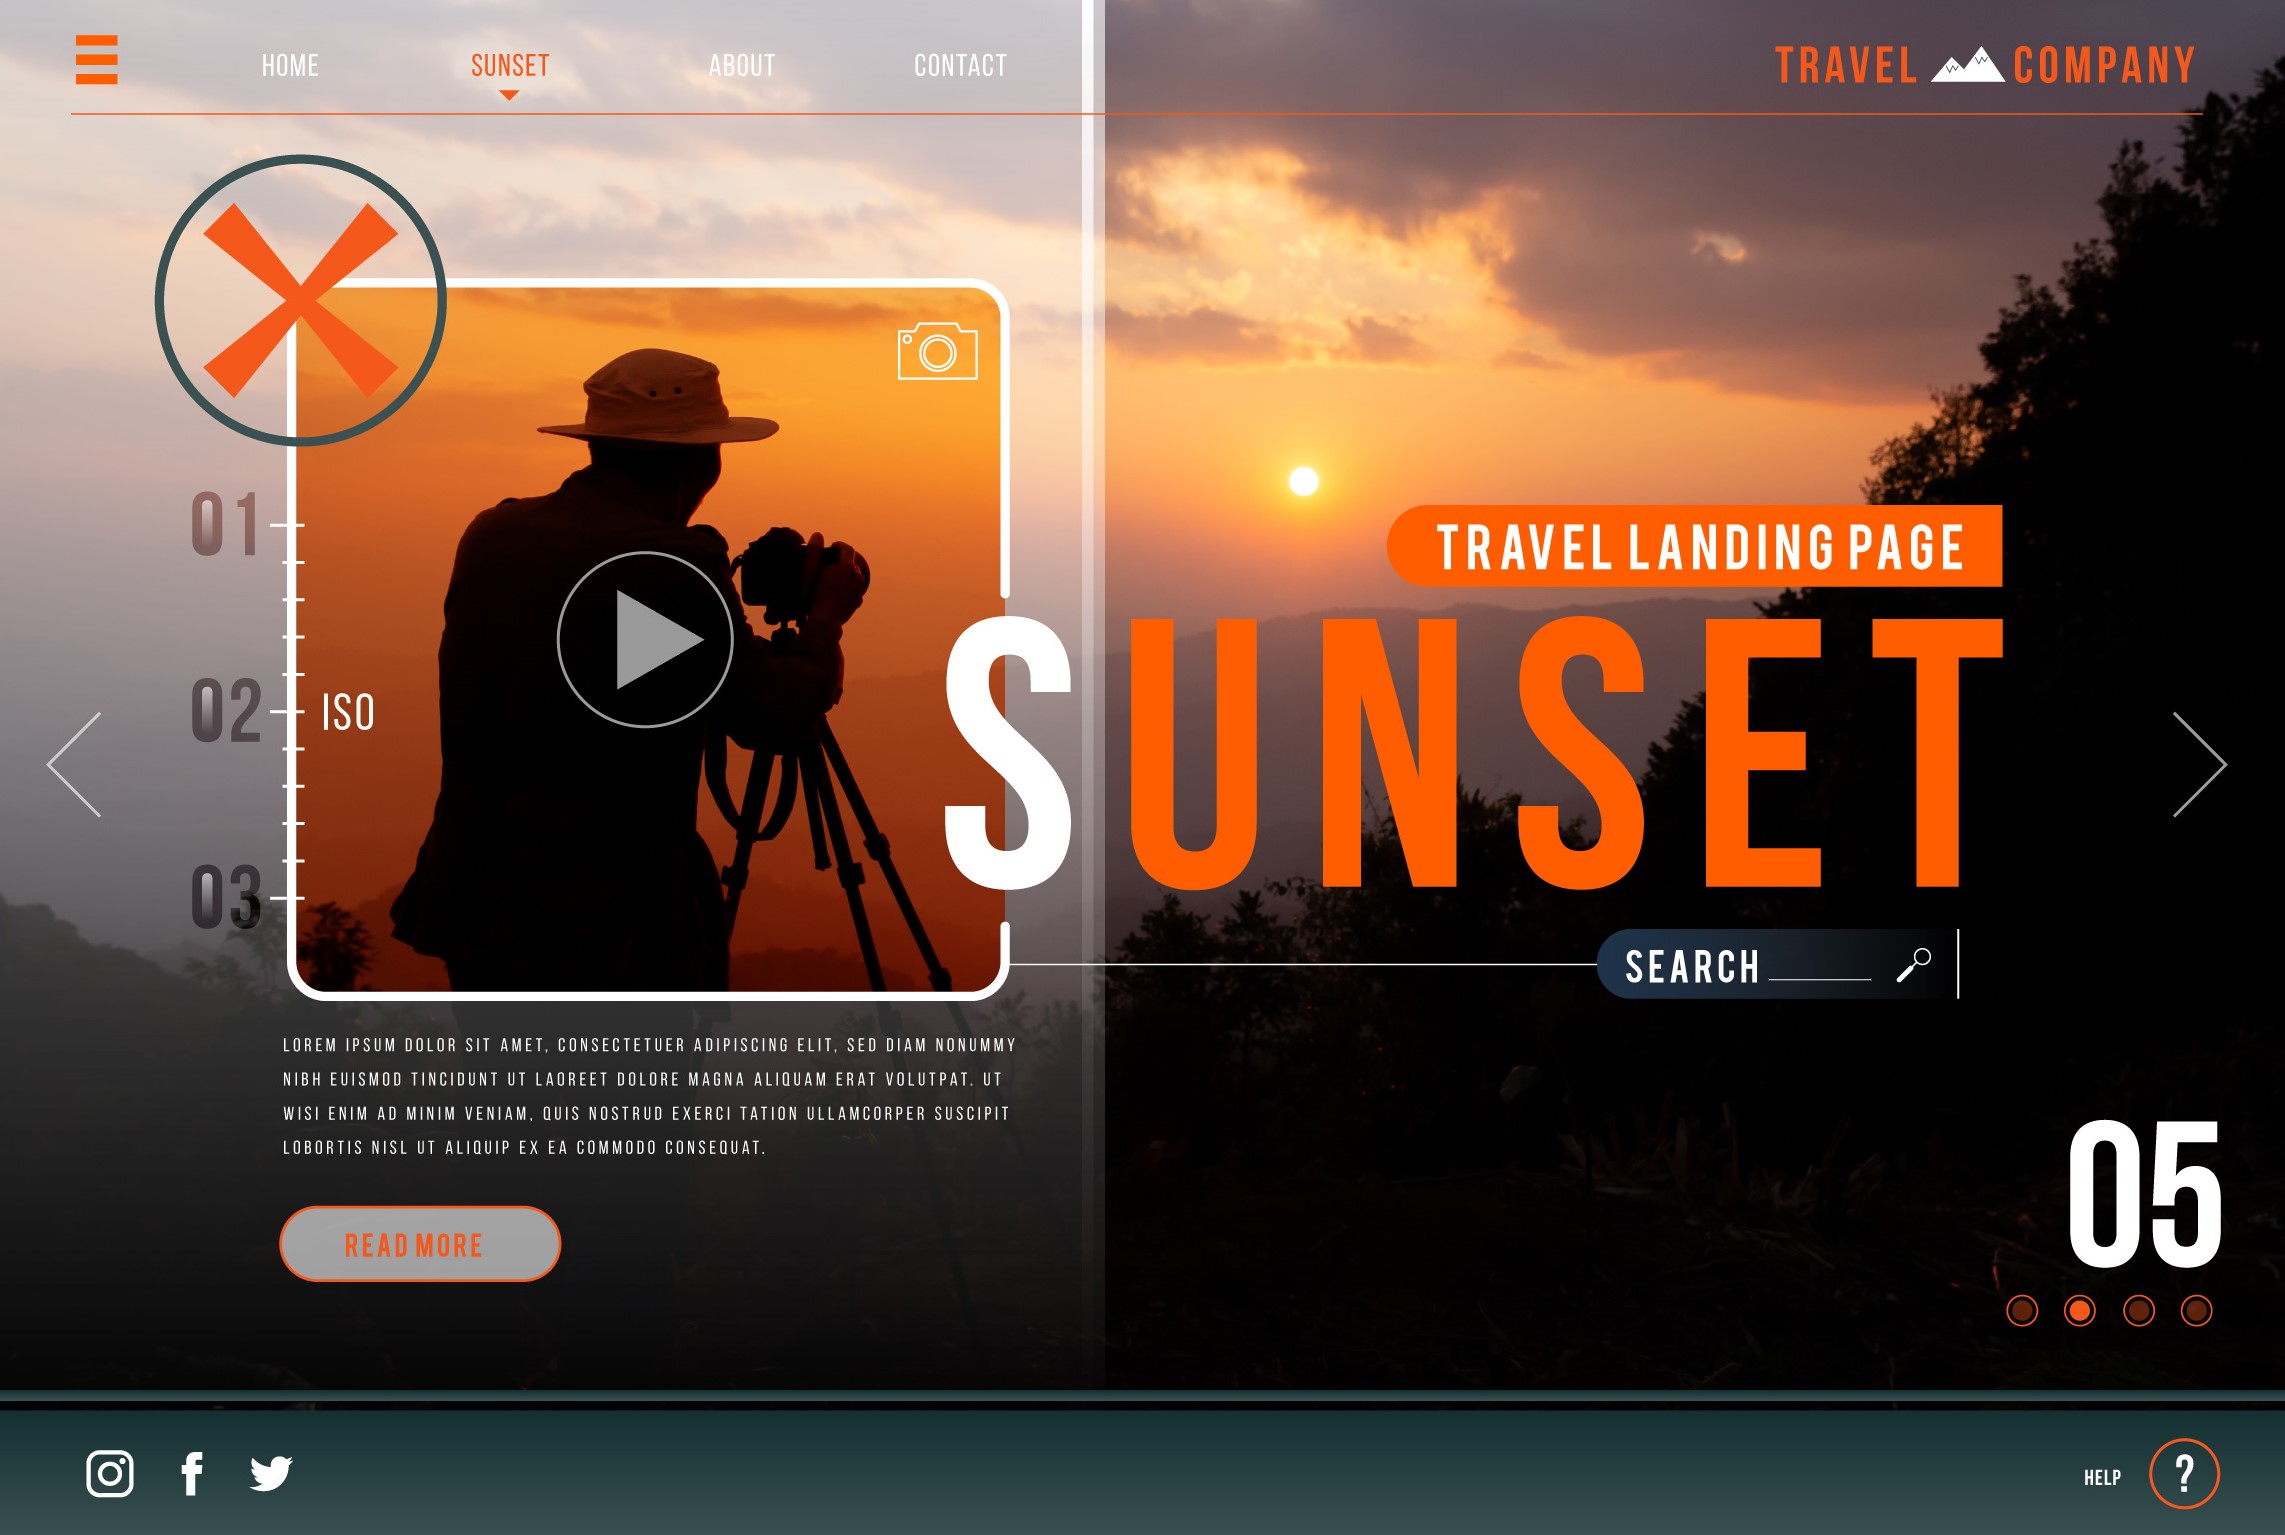 HOME SUNSET ABOUT CONTACT
TRAVEL COMPANY
01
02
ISO
03
TRAVEL LANDING PAGE
SUNSET
SEARCH
LOREM IPSUM DOLOR SIT AMET, CONSECTETUER ADIPISCING ELIT, SED DIAM NONUMMY
NIBH EUISMOD TINCIDUNT UT LAOREET DOLORE MAGNA ALIQUAM ERAT VOLUTPAT. UT
WISI ENIM AD MINIM VENIAM, QUIS NOSTRUD EXERCI TATION ULLAMCORPER SUSCIPIT
LOBORTIS NISL UT ALIQUIP EX EA COMMODO CONSEQUAT.
READ MORE
05
HELP ?